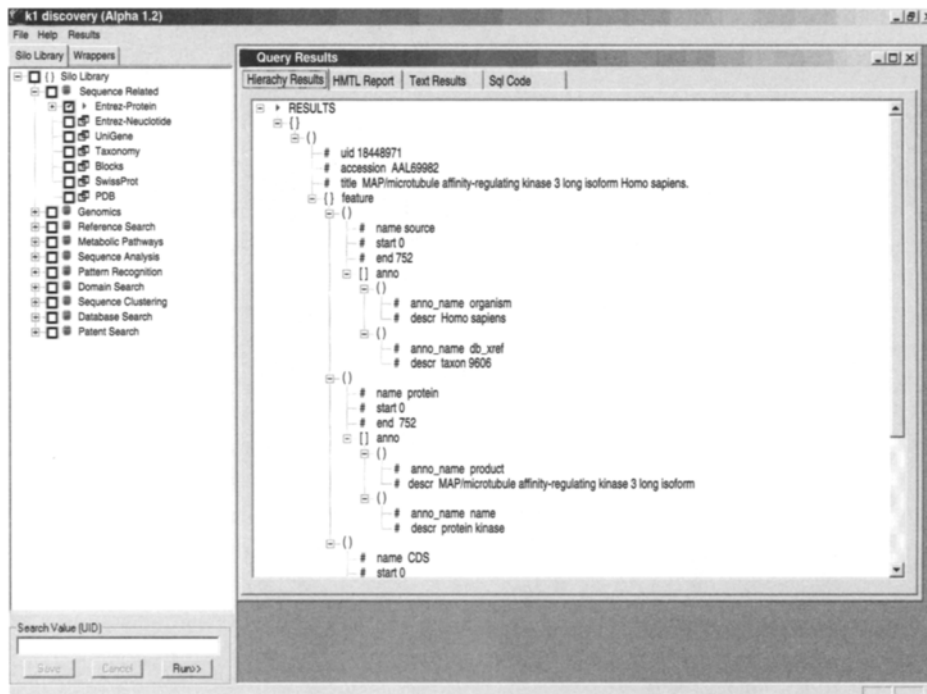 k1 discovery (Alpha 1.2)
File Help Results
Silo Library Wrappers
{ } Silo Library
Sequence Related
Entrez-Protein
Entrez-Neuclotide
UniGene
Taxonomy
Blocks
SwissProt
PDB
Genomics
Reference Search
Metabolic Pathways
Sequence Analysis
Pattern Recognition
Domain Search
Sequence Clustering
Database Search
Patent Search
Search Value (UID)
Save Cancel Run>>
Query Results
Hierachy Results HMTL Report Text Results Sql Code
RESULTS
{}
()
# uid 18448971
# accession AAL69982
# title MAP/microtubule affinity-regulating kinase 3 long isoform Homo sapiens.
{ } feature
()
# name source
# start 0
# end 752
[ ] anno
()
# anno_name organism
# descr Homo sapiens
()
# anno_name db_xref
# descr taxon 9606
()
# name protein
# start 0
# end 752
[ ] anno
()
# anno_name product
# descr MAP/microtubule affinity-regulating kinase 3 long isoform
()
# anno_name name
# descr protein kinase
()
# name CDS
# start 0